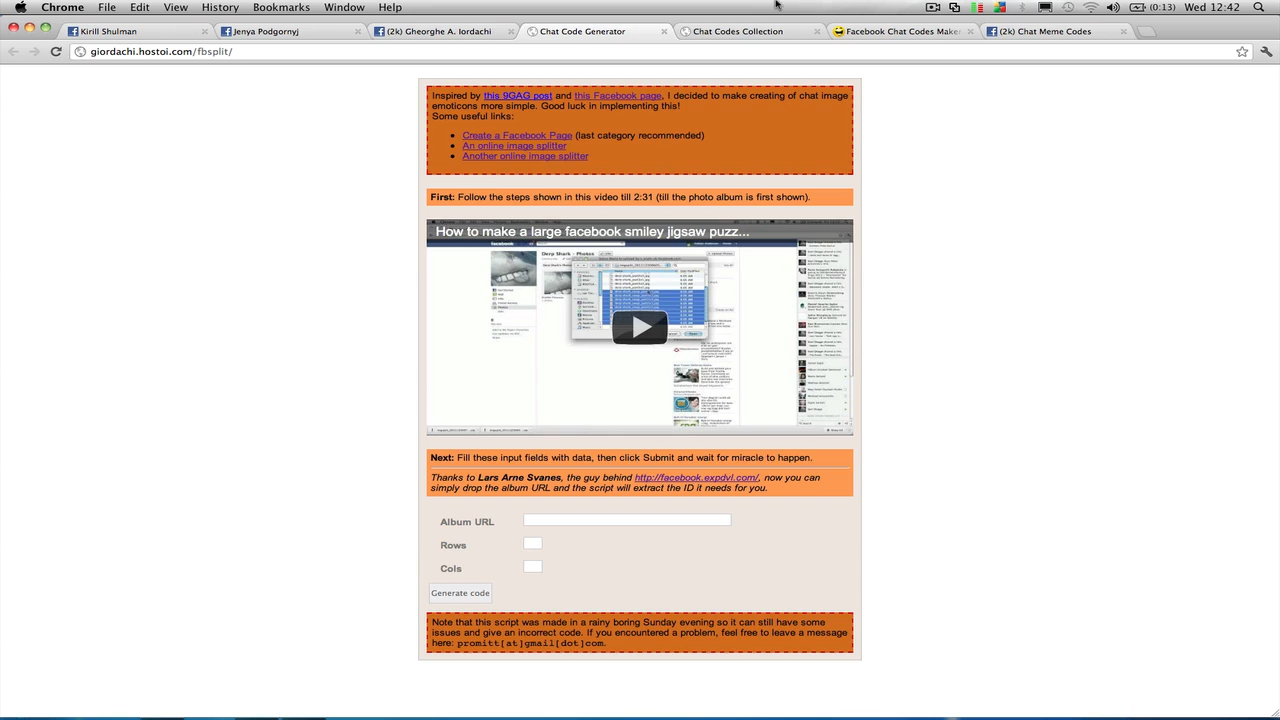 Chrome File Edit View History Bookmarks Window Help (0:13) Wed 12:42
Kirill Shulman Jenya Podgornyj (2k) Gheorghe A. Iordachi Chat Code Generator Chat Codes Collection Facebook Chat Codes Maker (2k) Chat Meme Codes
giordachi.hostoi.com/fbsplit/
Inspired by this 9GAG post and this Facebook page, I decided to make creating of chat image
emoticons more simple. Good luck in implementing this!
Some useful links:
Create a Facebook Page (last category recommended)
An online image splitter
Another online image splitter
First: Follow the steps shown in this video till 2:31 (till the photo album is first shown).
How to make a large facebook smiley jigsaw puzz...
facebook
Derp Shark - Photos
Next: Fill these input fields with data, then click Submit and wait for miracle to happen.
Thanks to Lars Arne Svanes, the guy behind http://facebook.expdvl.com/, now you can
simply drop the album URL and the script will extract the ID it needs for you.
Album URL
Rows
Cols
Generate code
Note that this script was made in a rainy boring Sunday evening so it can still have some
issues and give an incorrect code. If you encountered a problem, feel free to leave a message
here: promitt[at]gmail[dot]com.